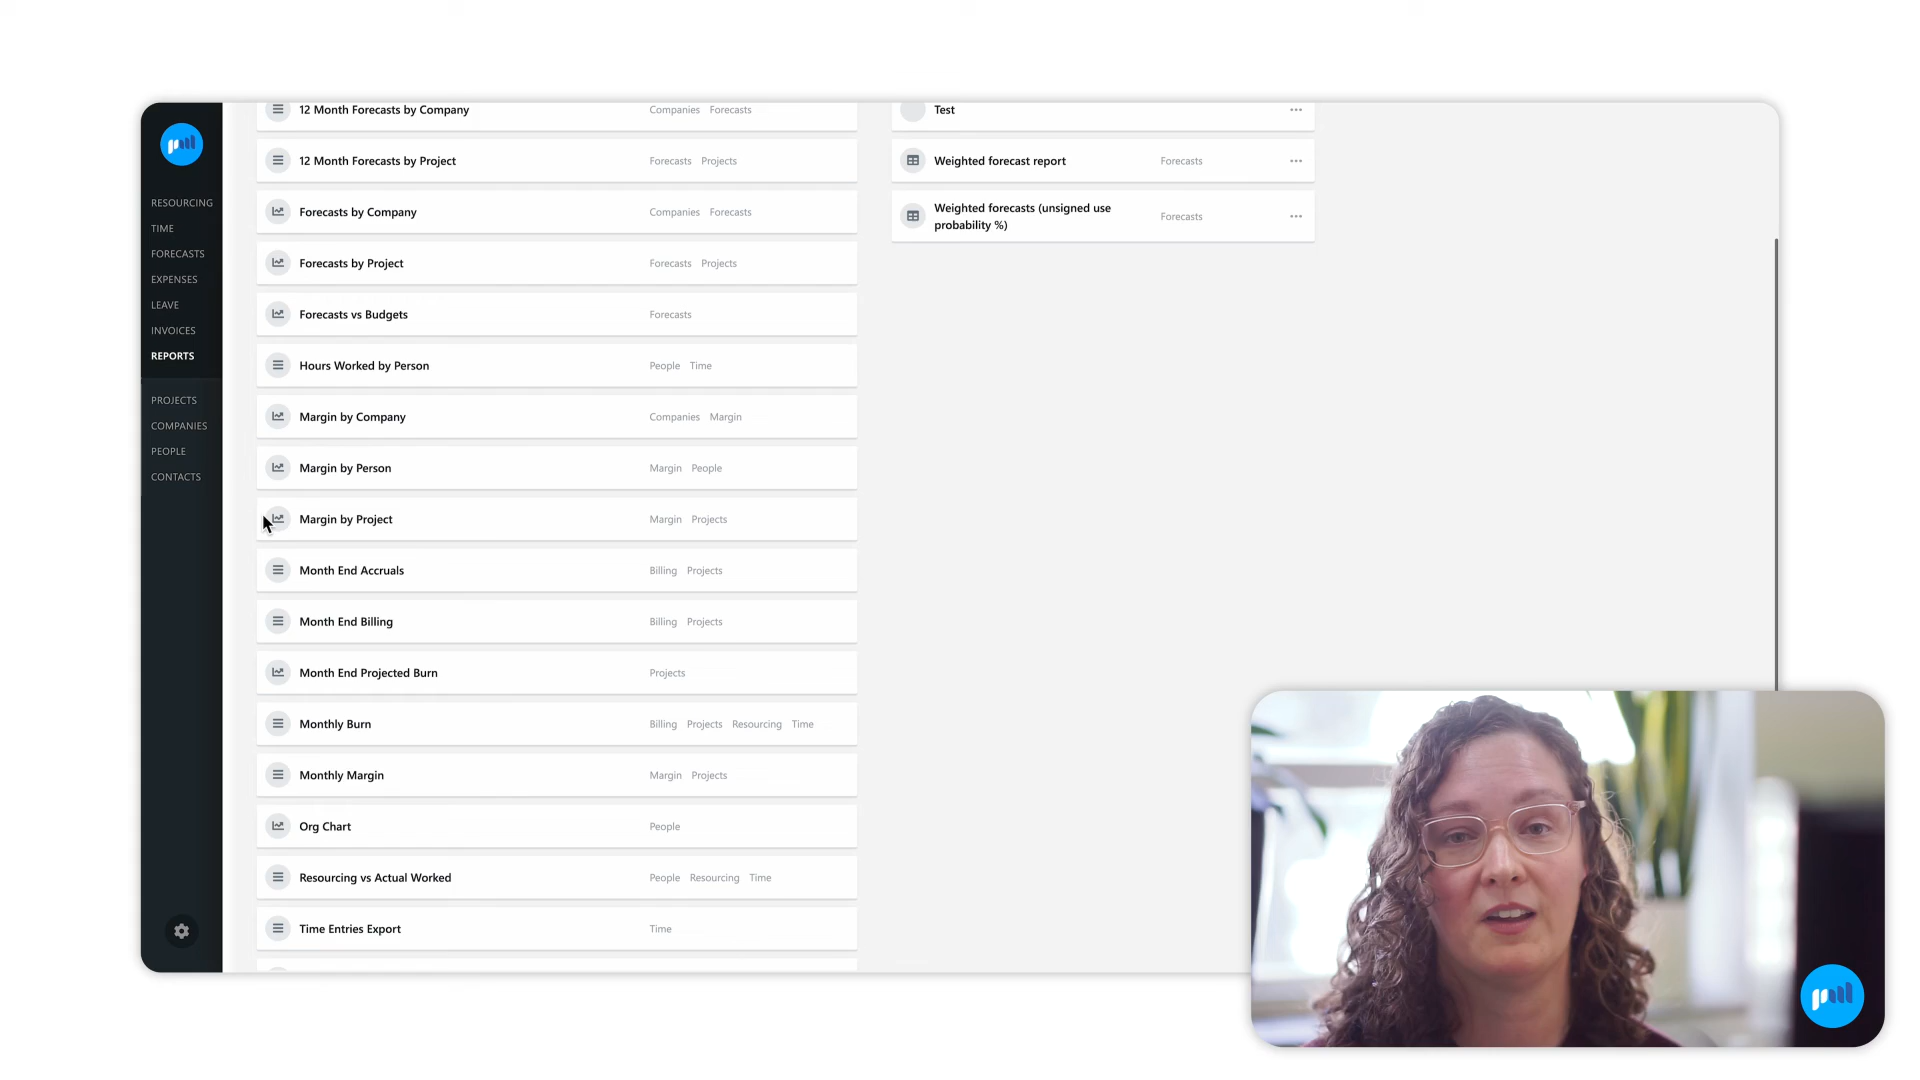 RESOURCING
TIME
FORECASTS
EXPENSES
LEAVE
INVOICES
REPORTS
PROJECTS
COMPANIES
PEOPLE
CONTACTS
12 Month Forecasts by Company Companies Forecasts
12 Month Forecasts by Project Forecasts Projects
Forecasts by Company Companies Forecasts
Forecasts by Project Forecasts Projects
Forecasts vs Budgets Forecasts
Hours Worked by Person People Time
Margin by Company Companies Margin
Margin by Person Margin People
Margin by Project Margin Projects
Month End Accruals Billing Projects
Month End Billing Billing Projects
Month End Projected Burn Projects
Monthly Burn Billing Projects Resourcing Time
Monthly Margin Margin Projects
Org Chart People
Resourcing vs Actual Worked People Resourcing Time
Time Entries Export Time
Test
Weighted forecast report Forecasts
Weighted forecasts (unsigned use
probability %) Forecasts